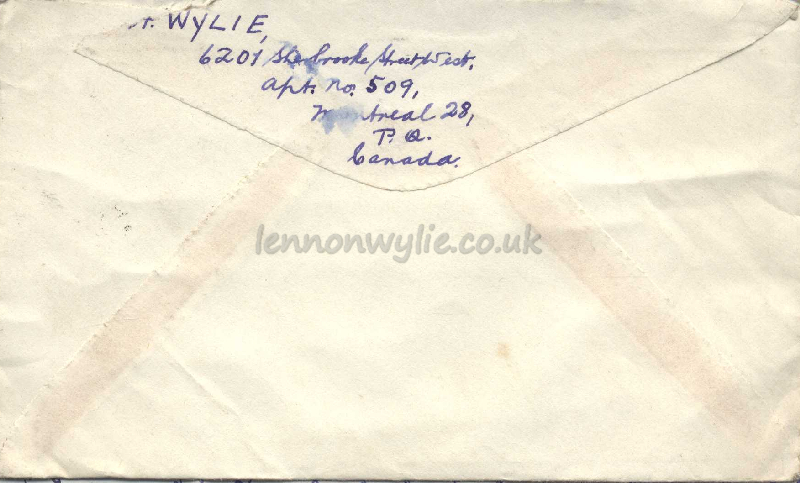 WYLIE,
6201 Sherbrooke Street West,
Apt. No. 509,
Montreal 28,
P. Q.
Canada.
lennonwylie.co.uk